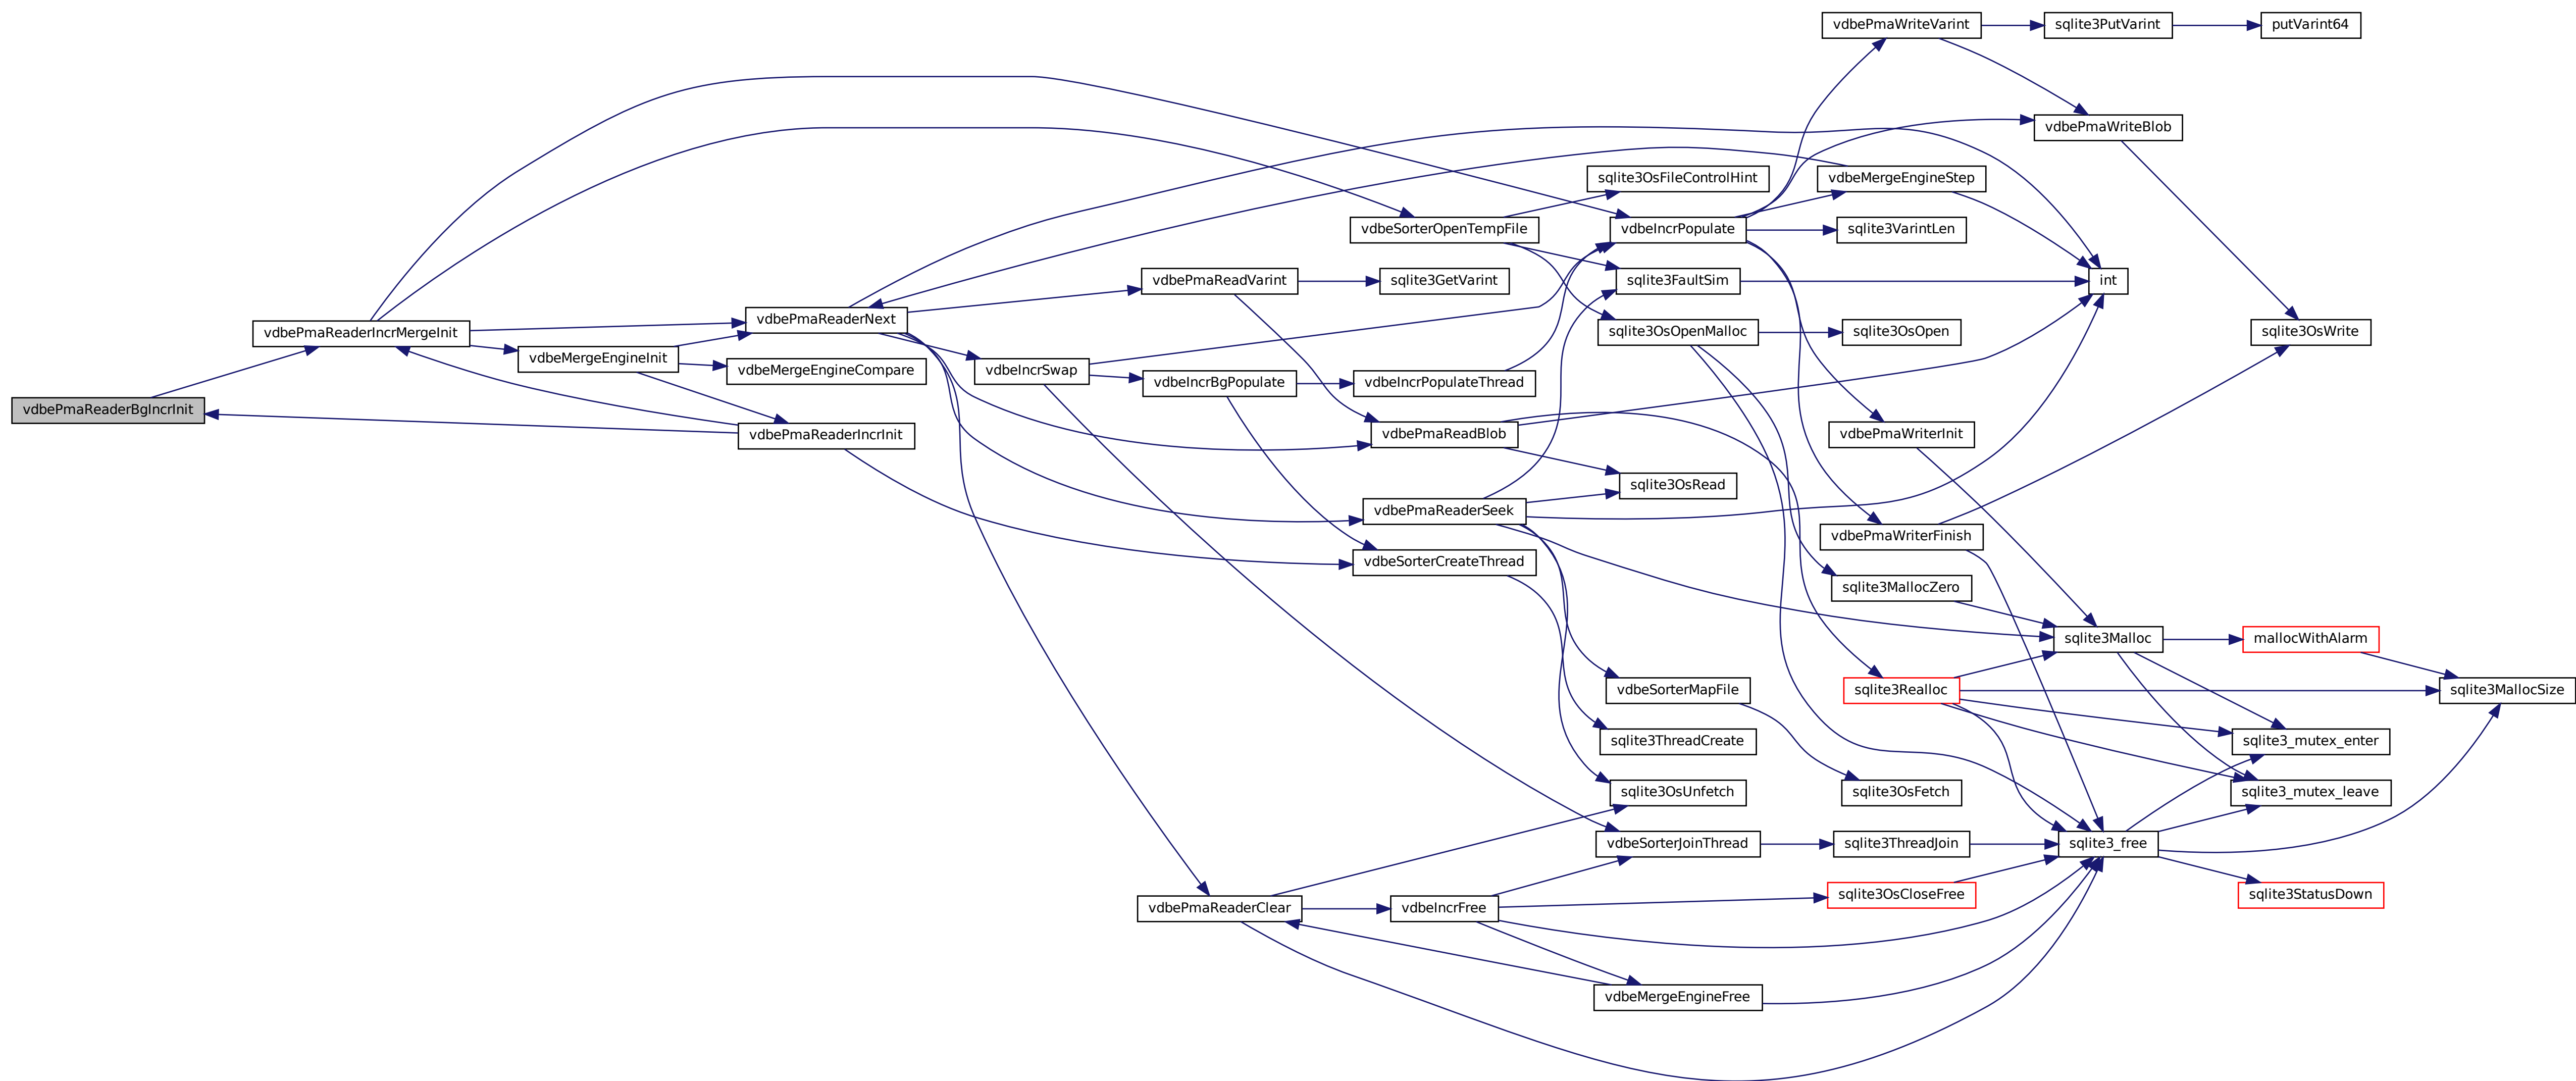 vdbePmaReaderBgIncrInit
vdbePmaReaderIncrMergeInit
vdbeMergeEngineInit
vdbePmaReaderNext
vdbeMergeEngineCompare
vdbePmaReaderIncrInit
vdbeIncrSwap
vdbePmaReadVarint
vdbeIncrBgPopulate
vdbePmaReaderClear
vdbeSorterOpenTempFile
sqlite3GetVarint
vdbeIncrPopulateThread
vdbePmaReadBlob
vdbePmaReaderSeek
vdbeSorterCreateThread
vdbeIncrFree
sqlite3OsFileControlHint
vdbeIncrPopulate
sqlite3FaultSim
sqlite3OsOpenMalloc
sqlite3OsRead
vdbeSorterMapFile
sqlite3ThreadCreate
sqlite3OsUnfetch
vdbeSorterJoinThread
vdbeMergeEngineFree
vdbePmaWriteVarint
vdbeMergeEngineStep
sqlite3VarintLen
sqlite3OsOpen
vdbePmaWriterInit
vdbePmaWriterFinish
sqlite3MallocZero
sqlite3Realloc
sqlite3OsFetch
sqlite3ThreadJoin
sqlite3OsCloseFree
sqlite3PutVarint
vdbePmaWriteBlob
int
sqlite3Malloc
sqlite3_free
putVarint64
sqlite3OsWrite
mallocWithAlarm
sqlite3_mutex_enter
sqlite3_mutex_leave
sqlite3StatusDown
sqlite3MallocSize